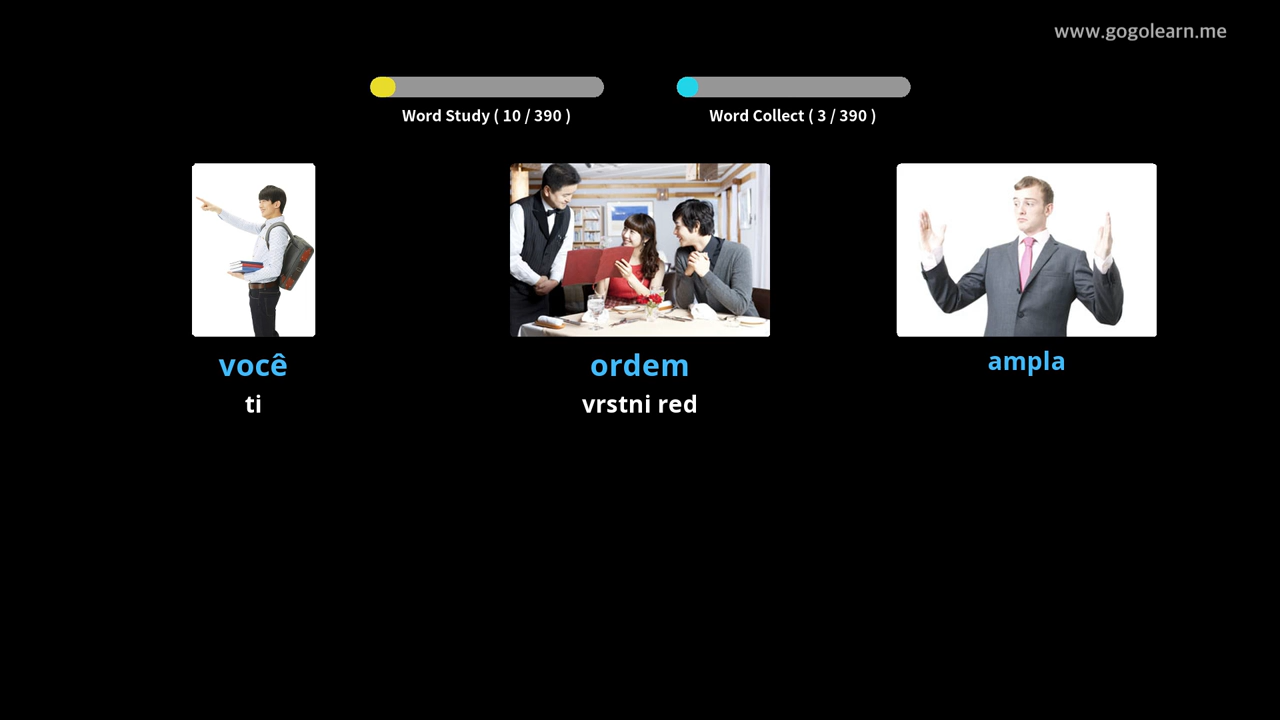 www.gogolearn.me
Word Study ( 10 / 390 )
Word Collect ( 3 / 390 )
você
ordem
ampla
ti
vrstni red